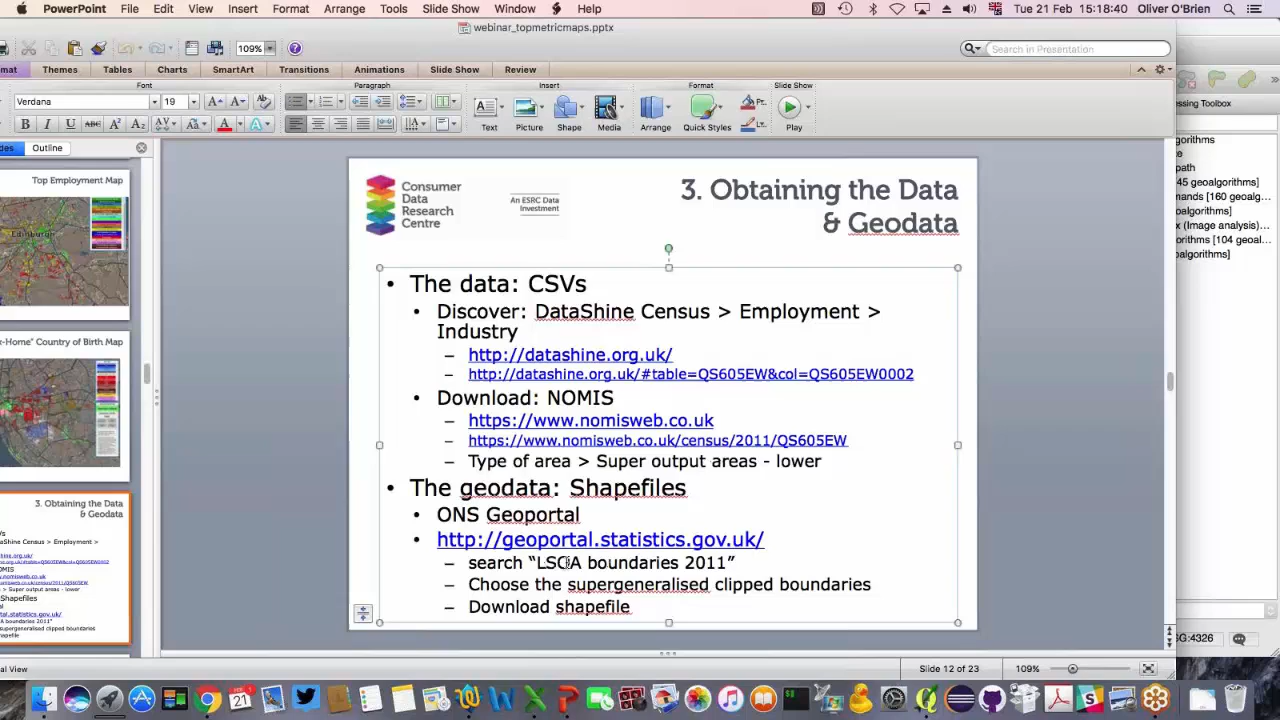 PowerPoint File Edit View Insert Format Arrange Tools Slide Show Window Help Tue 21 Feb 15:18:40 Oliver O'Brien
webinar_topmetricmaps.pptx
109%
Search in Presentation
Themes Tables Charts SmartArt Transitions Animations Slide Show Review
Font Paragraph Insert Format Slide Show
Verdana 19
Text Picture Shape Media Arrange Quick Styles Play
Outline
Top Employment Map
Country of Birth Map
3. Obtaining the Data
& Geodata
Consumer
Data
Research
Centre
An ESRC Data
Investment
3. Obtaining the Data
& Geodata
• The data: CSVs
• Discover: DataShine Census > Employment >
Industry
– http://datashine.org.uk/
– http://datashine.org.uk/#table=QS605EW&col=QS605EW0002
• Download: NOMIS
– https://www.nomisweb.co.uk
– https://www.nomisweb.co.uk/census/2011/QS605EW
– Type of area > Super output areas - lower
• The geodata: Shapefiles
• ONS Geoportal
• http://geoportal.statistics.gov.uk/
– search “LSOA boundaries 2011”
– Choose the supergeneralised clipped boundaries
– Download shapefile
Slide 12 of 23 109%